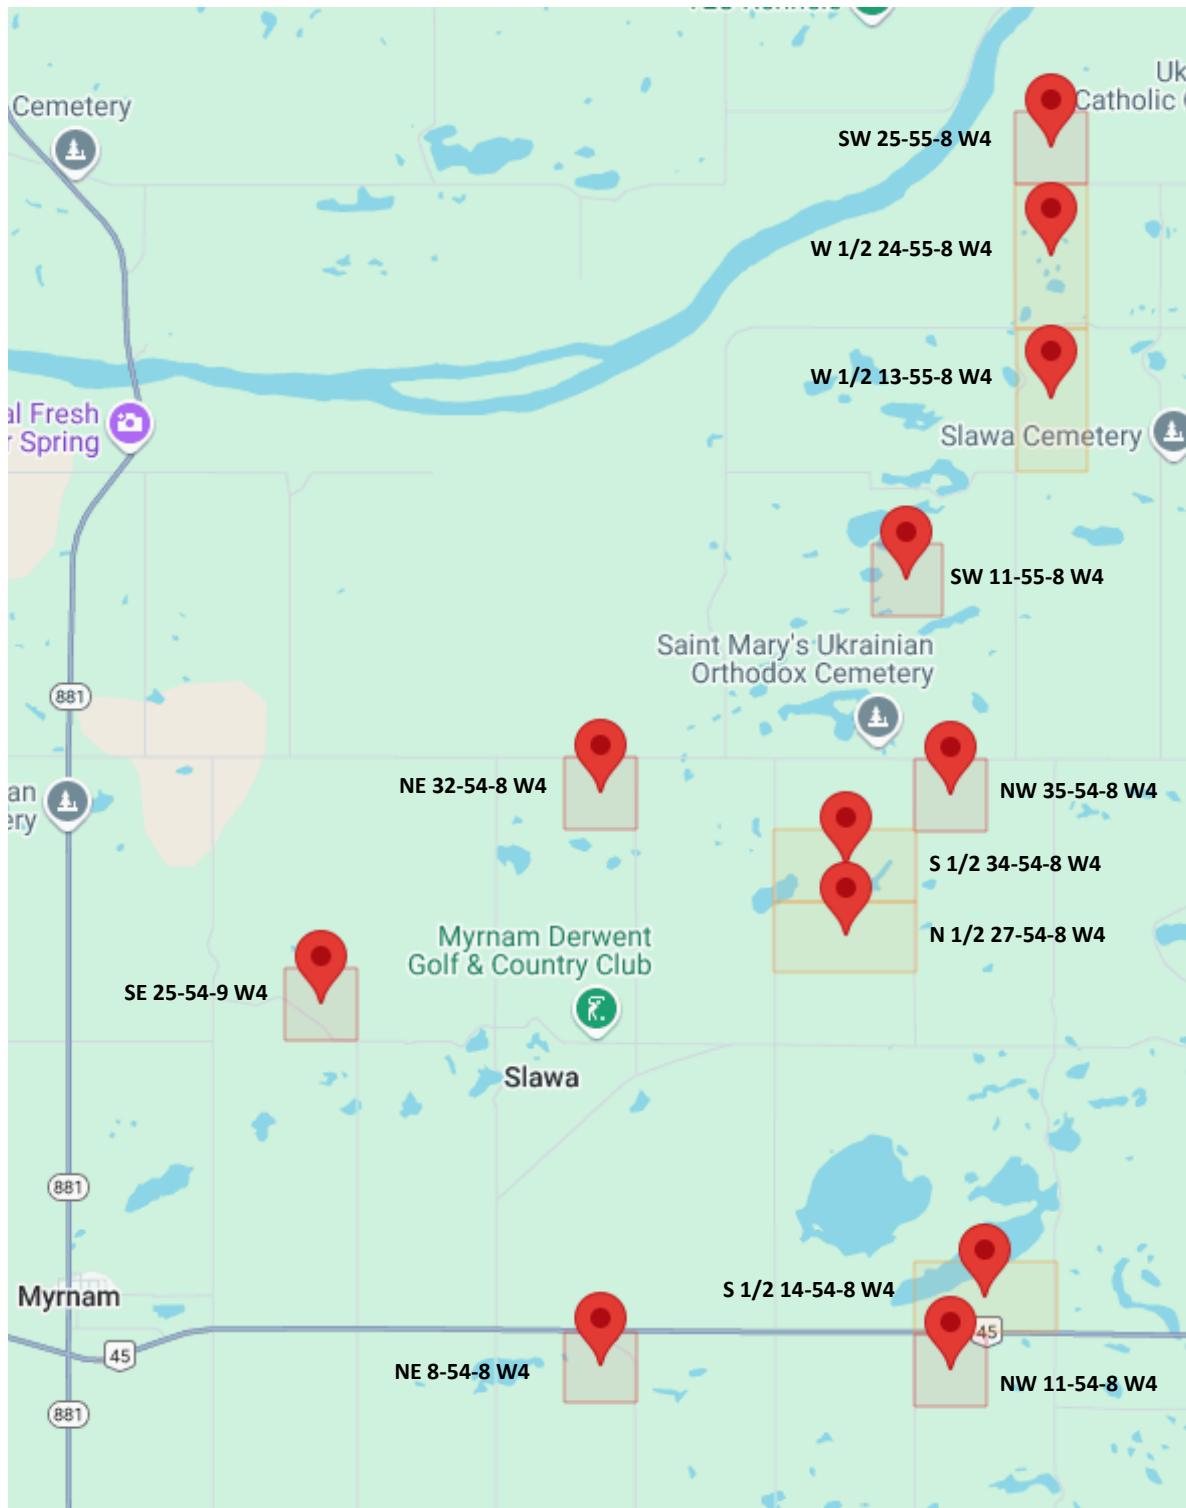 Cemetery
Catholic
SW 25-55-8 W4
W 1/2 24-55-8 W4
W 1/2 13-55-8 W4
al Fresh
r Spring
Slawa Cemetery
SW 11-55-8 W4
Saint Mary's Ukrainian
Orthodox Cemetery
881
NE 32-54-8 W4
NW 35-54-8 W4
an
ery
S 1/2 34-54-8 W4
N 1/2 27-54-8 W4
Myrnam Derwent
Golf & Country Club
SE 25-54-9 W4
Slawa
881
Myrnam
S 1/2 14-54-8 W4
45
45
NE 8-54-8 W4
NW 11-54-8 W4
881